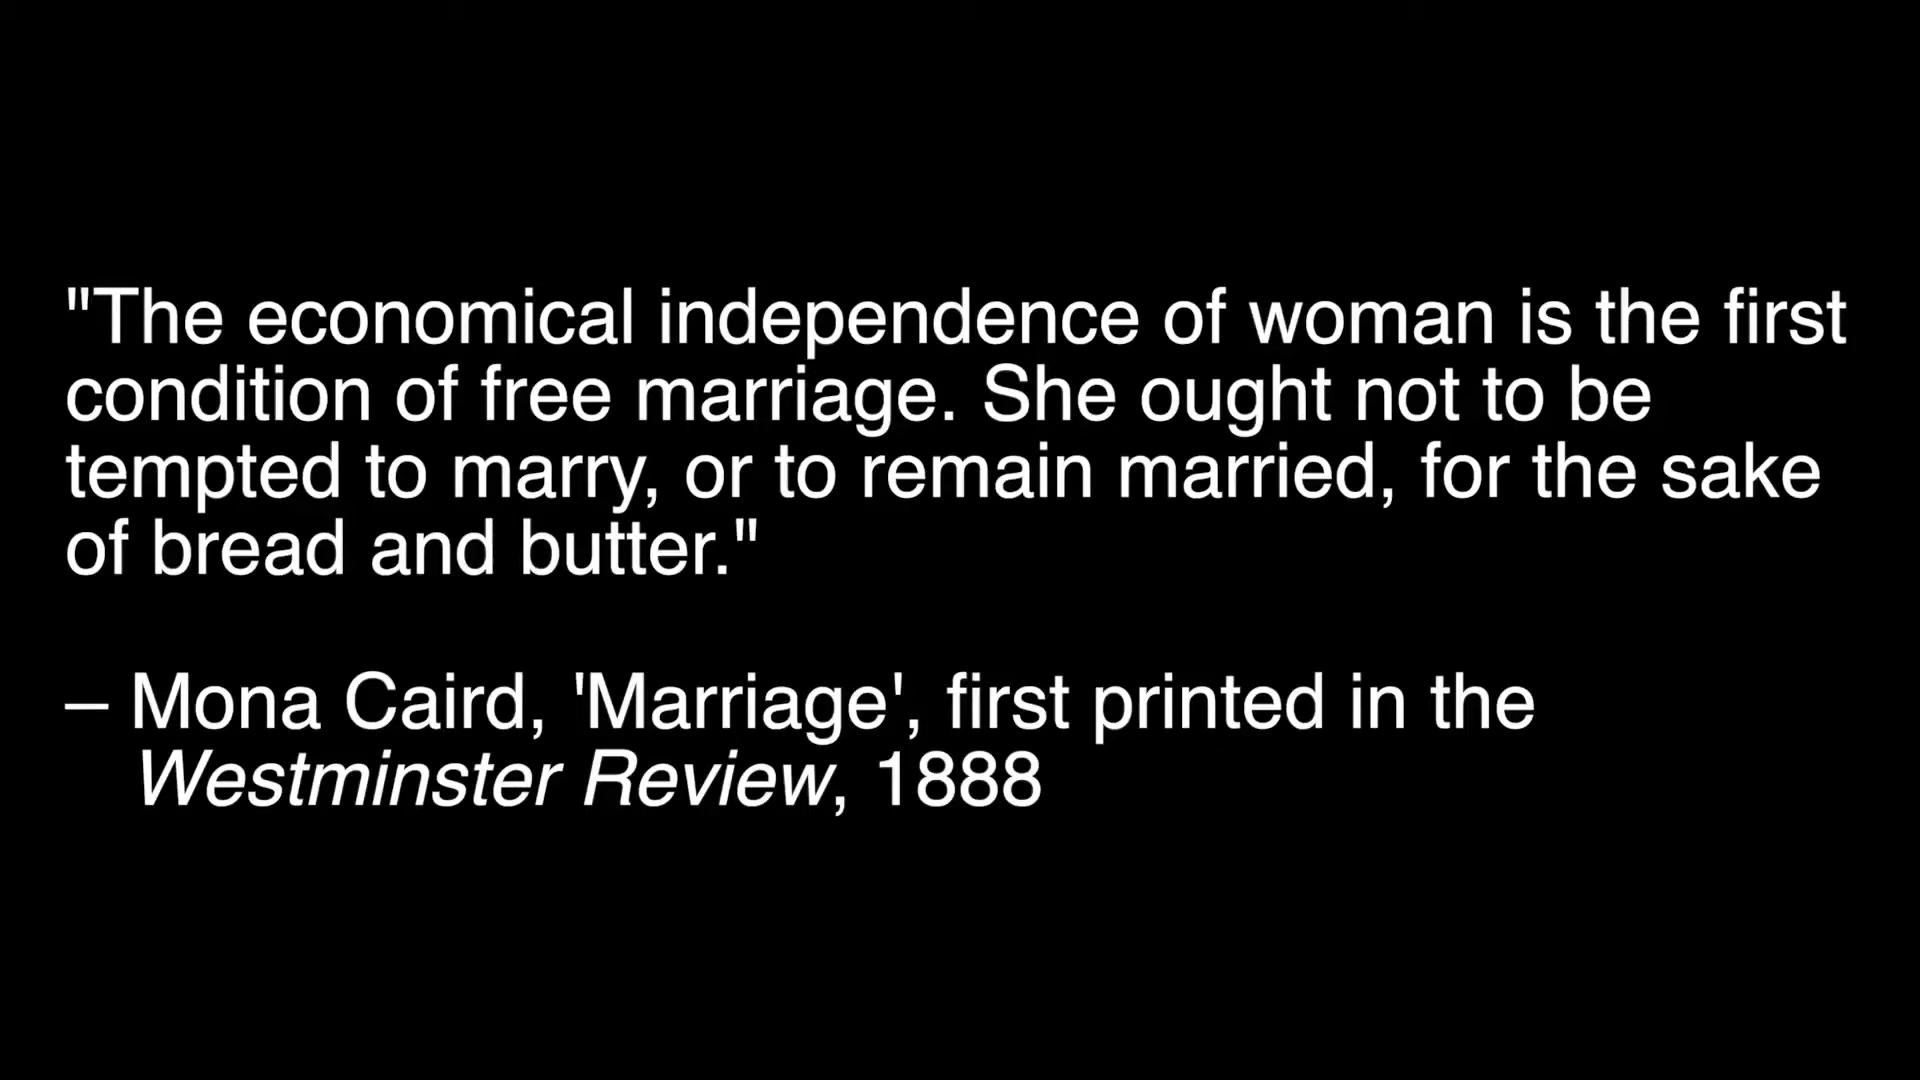 "The economical independence of woman is the first
condition of free marriage. She ought not to be
tempted to marry, or to remain married, for the sake
of bread and butter."
– Mona Caird, 'Marriage', first printed in the
Westminster Review, 1888